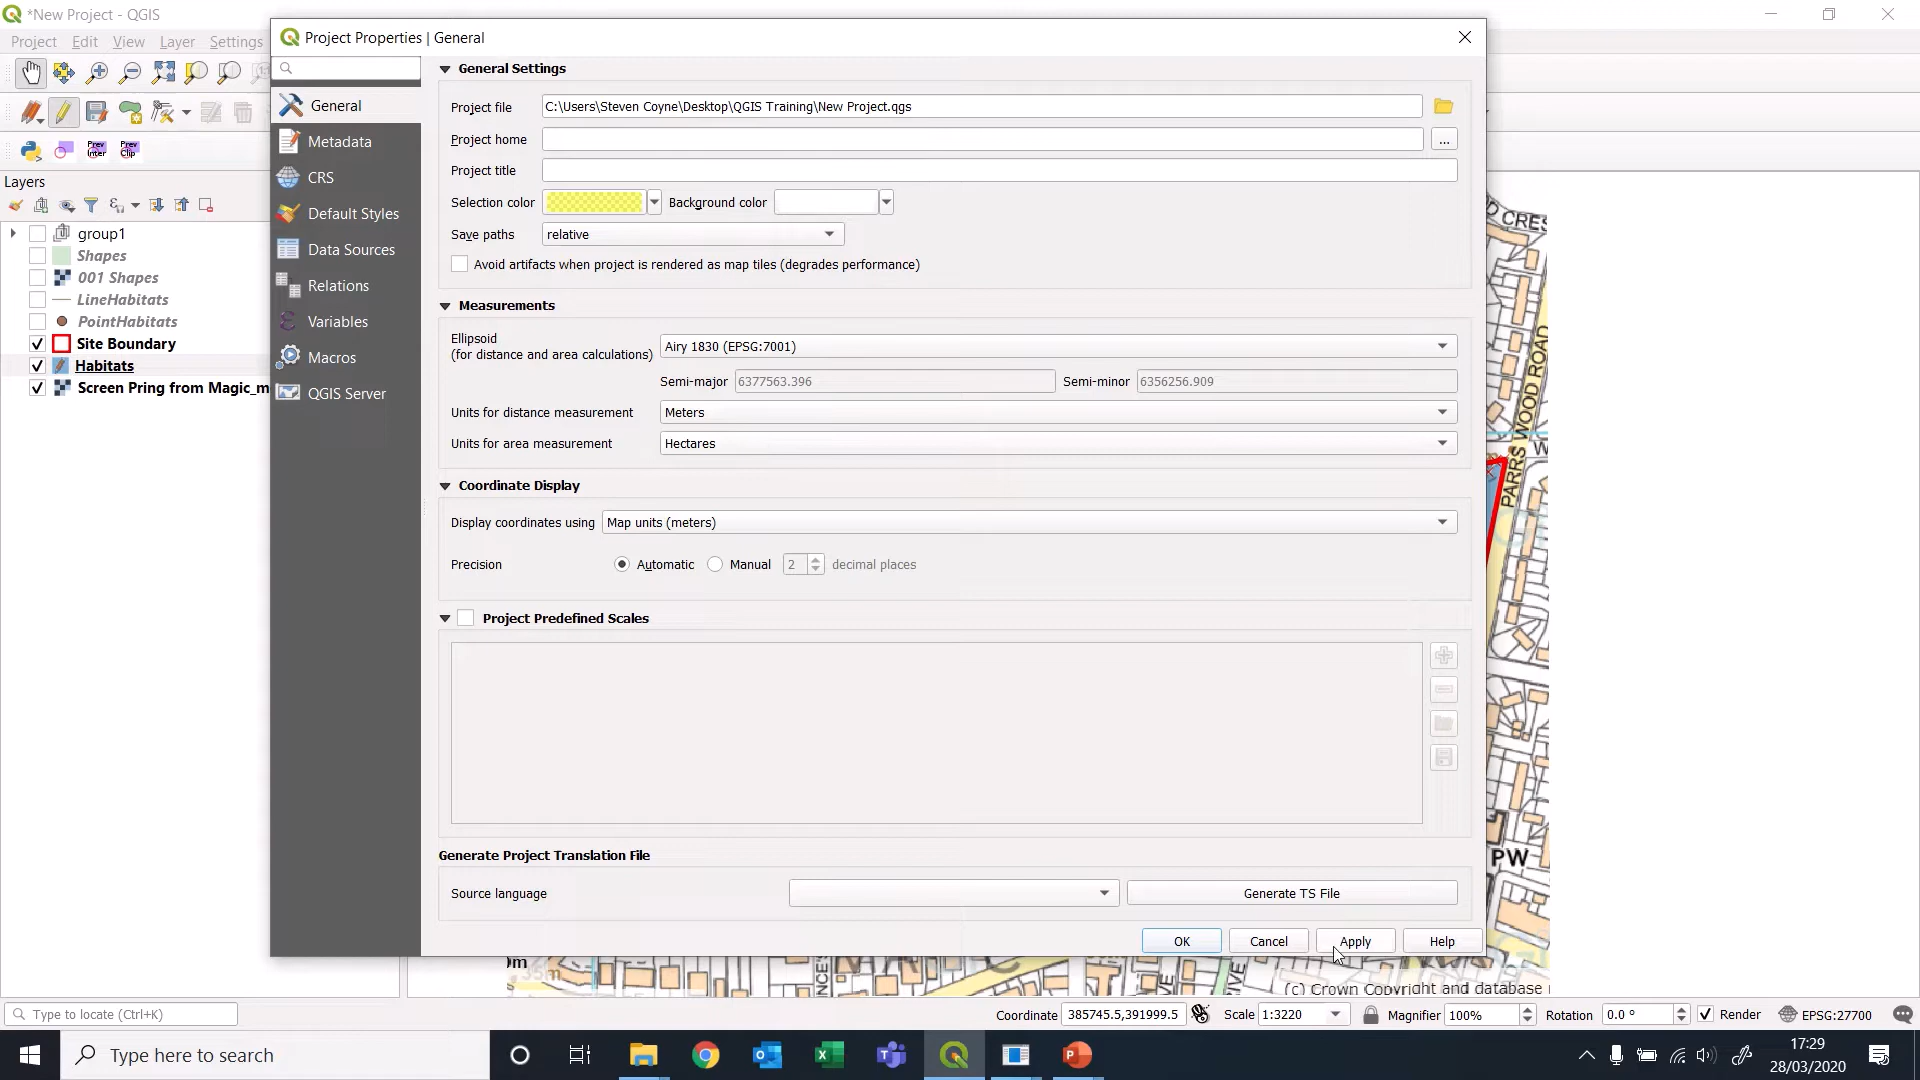 *New Project - QGIS
Project Edit View Layer Settings
Project Properties | General
General Settings
General
Metadata
CRS
Default Styles
Data Sources
Relations
Variables
Macros
QGIS Server
Project file C:\Users\Steven Coyne\Desktop\QGIS Training\New Project.qgs
Project home ...
Project title
Selection color Background color
Save paths relative
Avoid artifacts when project is rendered as map tiles (degrades performance)
Measurements
Ellipsoid
(for distance and area calculations) Airy 1830 (EPSG:7001)
Semi-major 6377563.396 Semi-minor 6356256.909
Units for distance measurement Meters
Units for area measurement Hectares
Coordinate Display
Display coordinates using Map units (meters)
Precision Automatic Manual 2 decimal places
Project Predefined Scales
Generate Project Translation File
Source language Generate TS File
OK Cancel Apply Help
Prev Inter Prev Clip
Layers
group1
Shapes
001 Shapes
LineHabitats
PointHabitats
Site Boundary
Habitats
Screen Pring from Magic_m
D CRES
PARRS WOOD ROAD
W
PW
(c) Crown Copyright and database
Type to locate (Ctrl+K)
Coordinate 385745.5,391999.5 Scale 1:3220 Magnifier 100% Rotation 0.0 ° Render EPSG:27700
Type here to search
17:29
28/03/2020